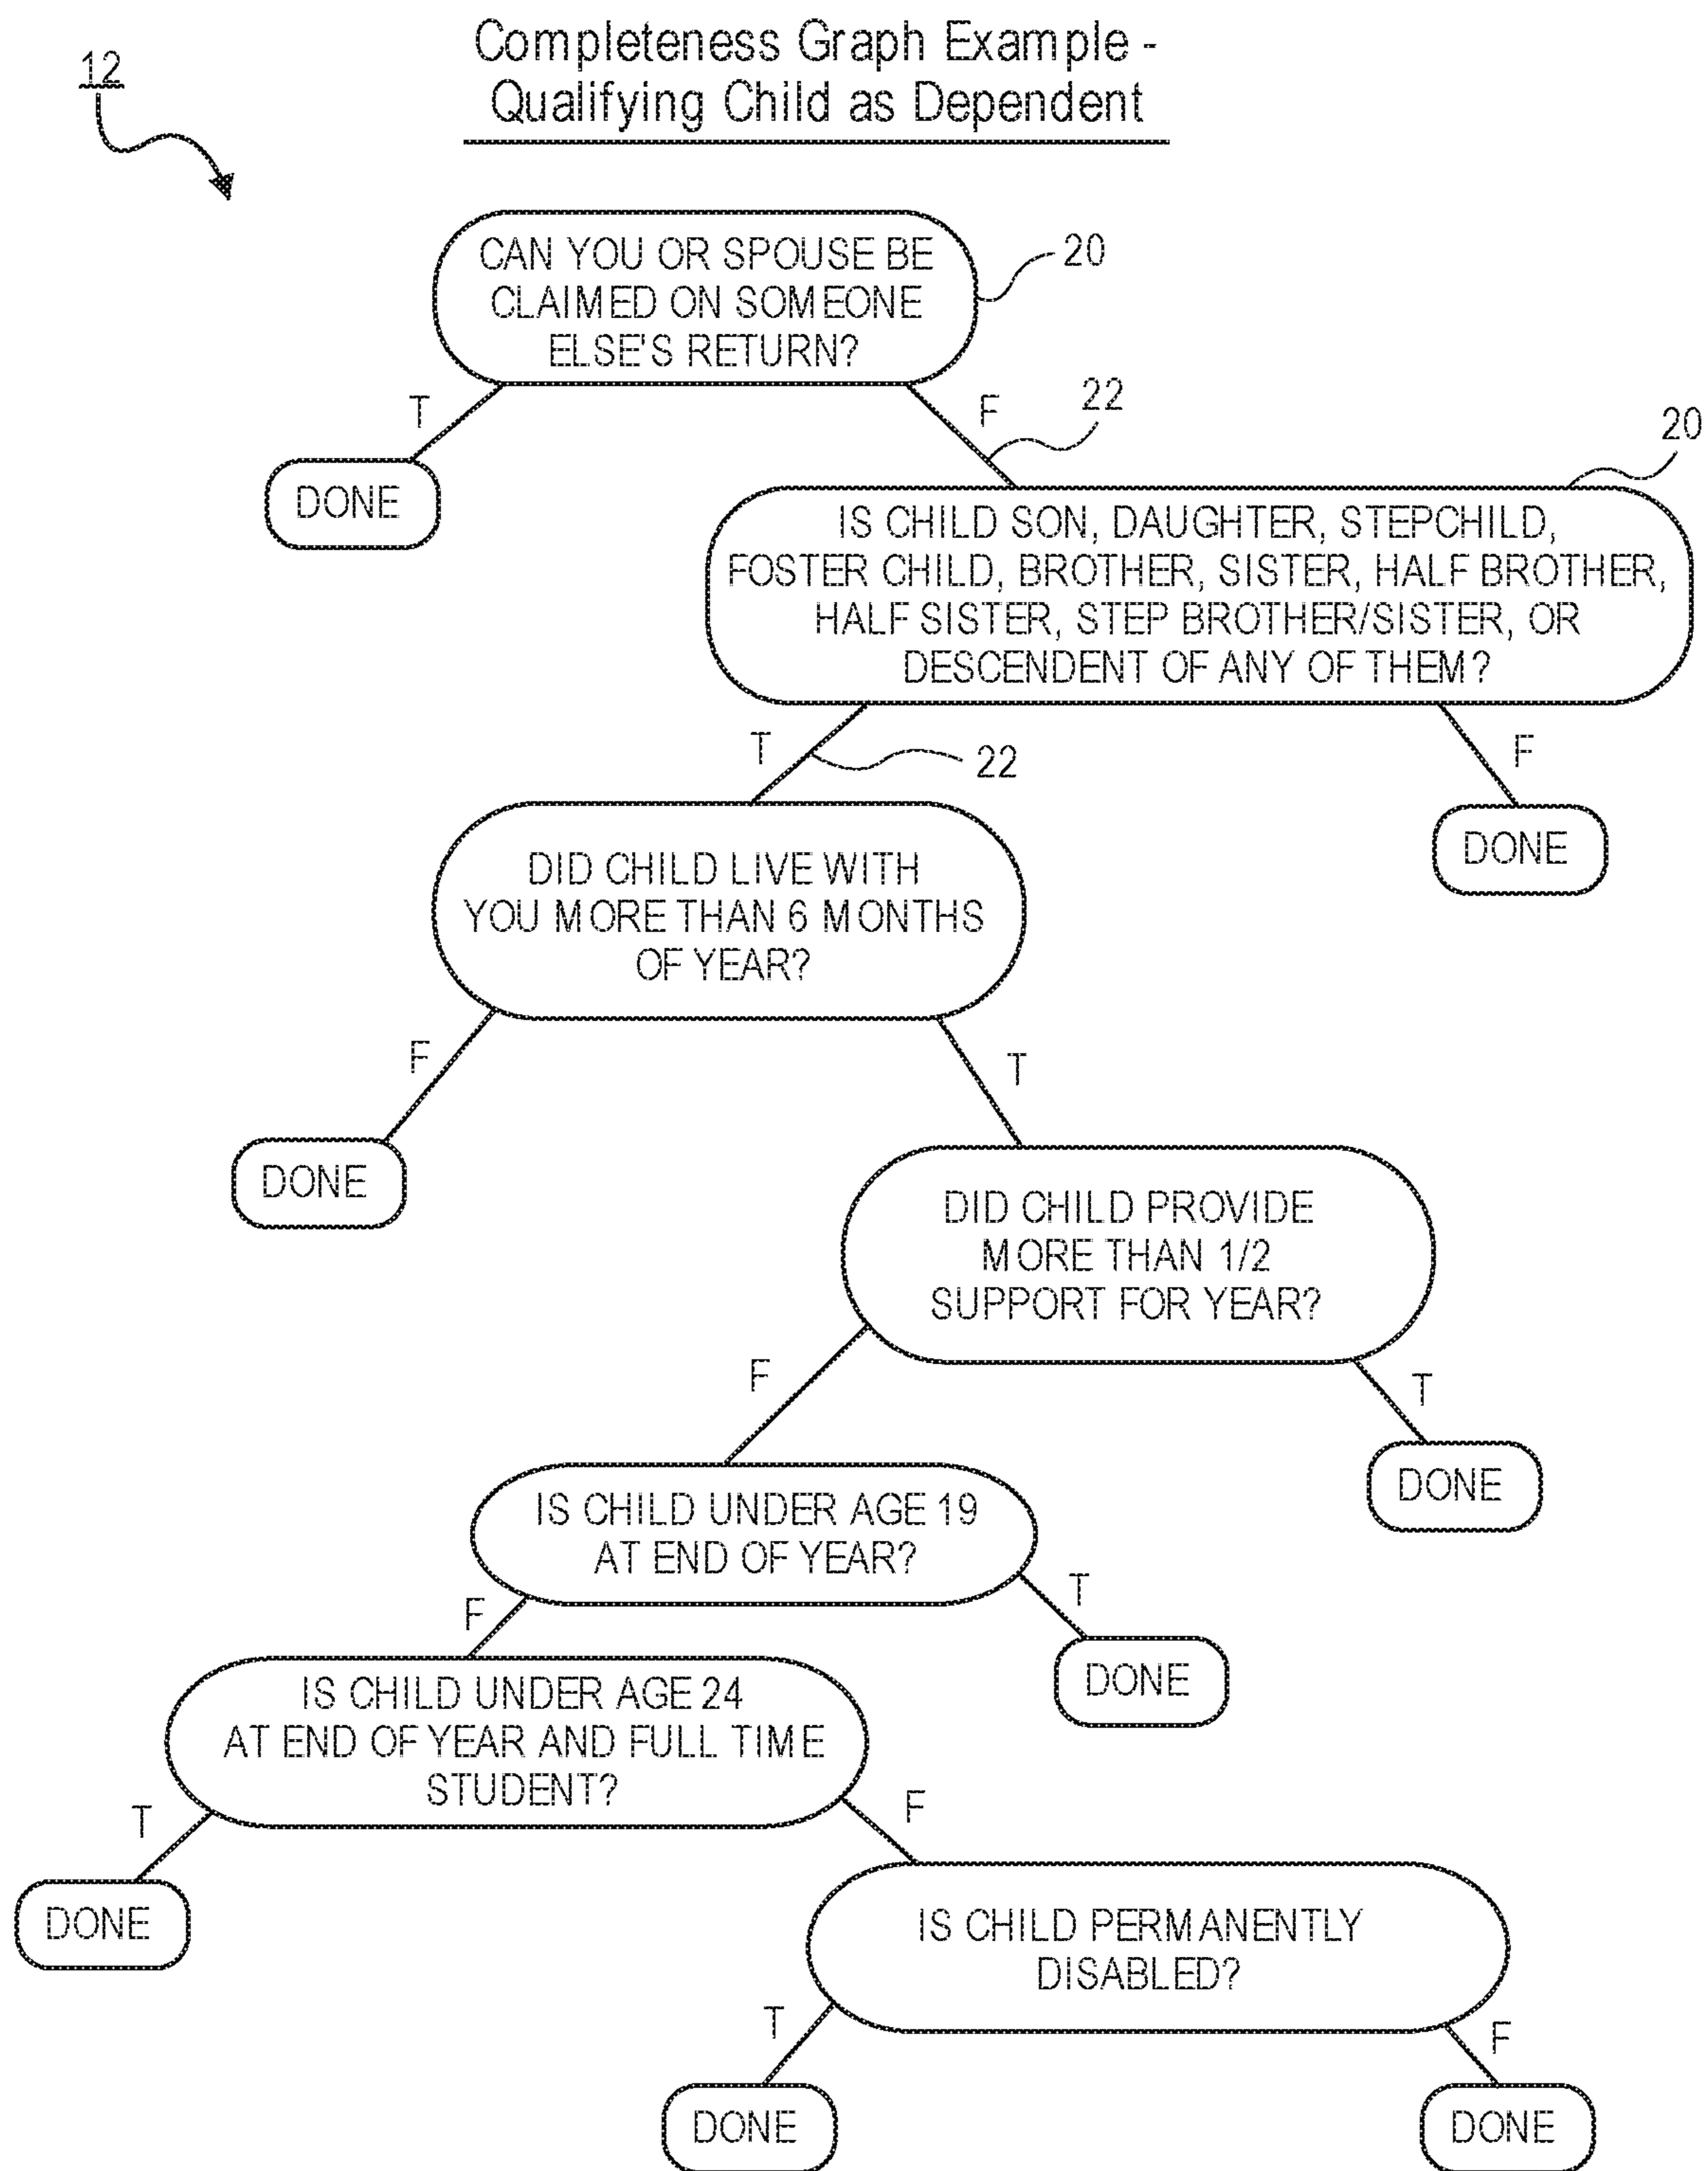 Completeness Graph Example -
Qualifying Child as Dependent
12
CAN YOU OR SPOUSE BE
CLAIMED ON SOMEONE
ELSE'S RETURN?
20
T
F
22
DONE
20
IS CHILD SON, DAUGHTER, STEPCHILD,
FOSTER CHILD, BROTHER, SISTER, HALF BROTHER,
HALF SISTER, STEP BROTHER/SISTER, OR
DESCENDENT OF ANY OF THEM?
T
22
F
DONE
DID CHILD LIVE WITH
YOU MORE THAN 6 MONTHS
OF YEAR?
F
T
DONE
DID CHILD PROVIDE
MORE THAN 1/2
SUPPORT FOR YEAR?
F
T
DONE
IS CHILD UNDER AGE 19
AT END OF YEAR?
F
T
DONE
IS CHILD UNDER AGE 24
AT END OF YEAR AND FULL TIME
STUDENT?
T
F
DONE
IS CHILD PERMANENTLY
DISABLED?
T
F
DONE
DONE